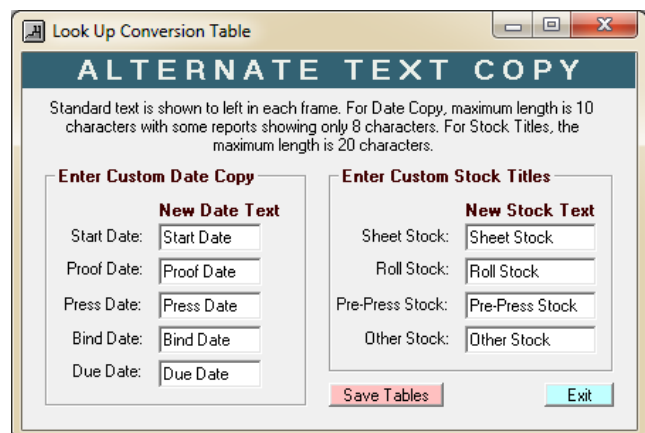 Look Up Conversion Table
ALTERNATE TEXT COPY
Standard text is shown to left in each frame. For Date Copy, maximum length is 10
characters with some reports showing only 8 characters. For Stock Titles, the
maximum length is 20 characters.
Enter Custom Date Copy
New Date Text
Start Date: Start Date
Proof Date: Proof Date
Press Date: Press Date
Bind Date: Bind Date
Due Date: Due Date
Enter Custom Stock Titles
New Stock Text
Sheet Stock: Sheet Stock
Roll Stock: Roll Stock
Pre-Press Stock: Pre-Press Stock
Other Stock: Other Stock
Save Tables
Exit